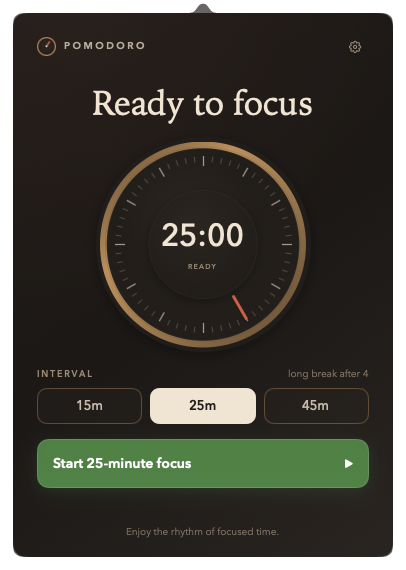 POMODORO
Ready to focus
25:00
READY
INTERVAL
long break after 4
15m
25m
45m
Start 25-minute focus
Enjoy the rhythm of focused time.